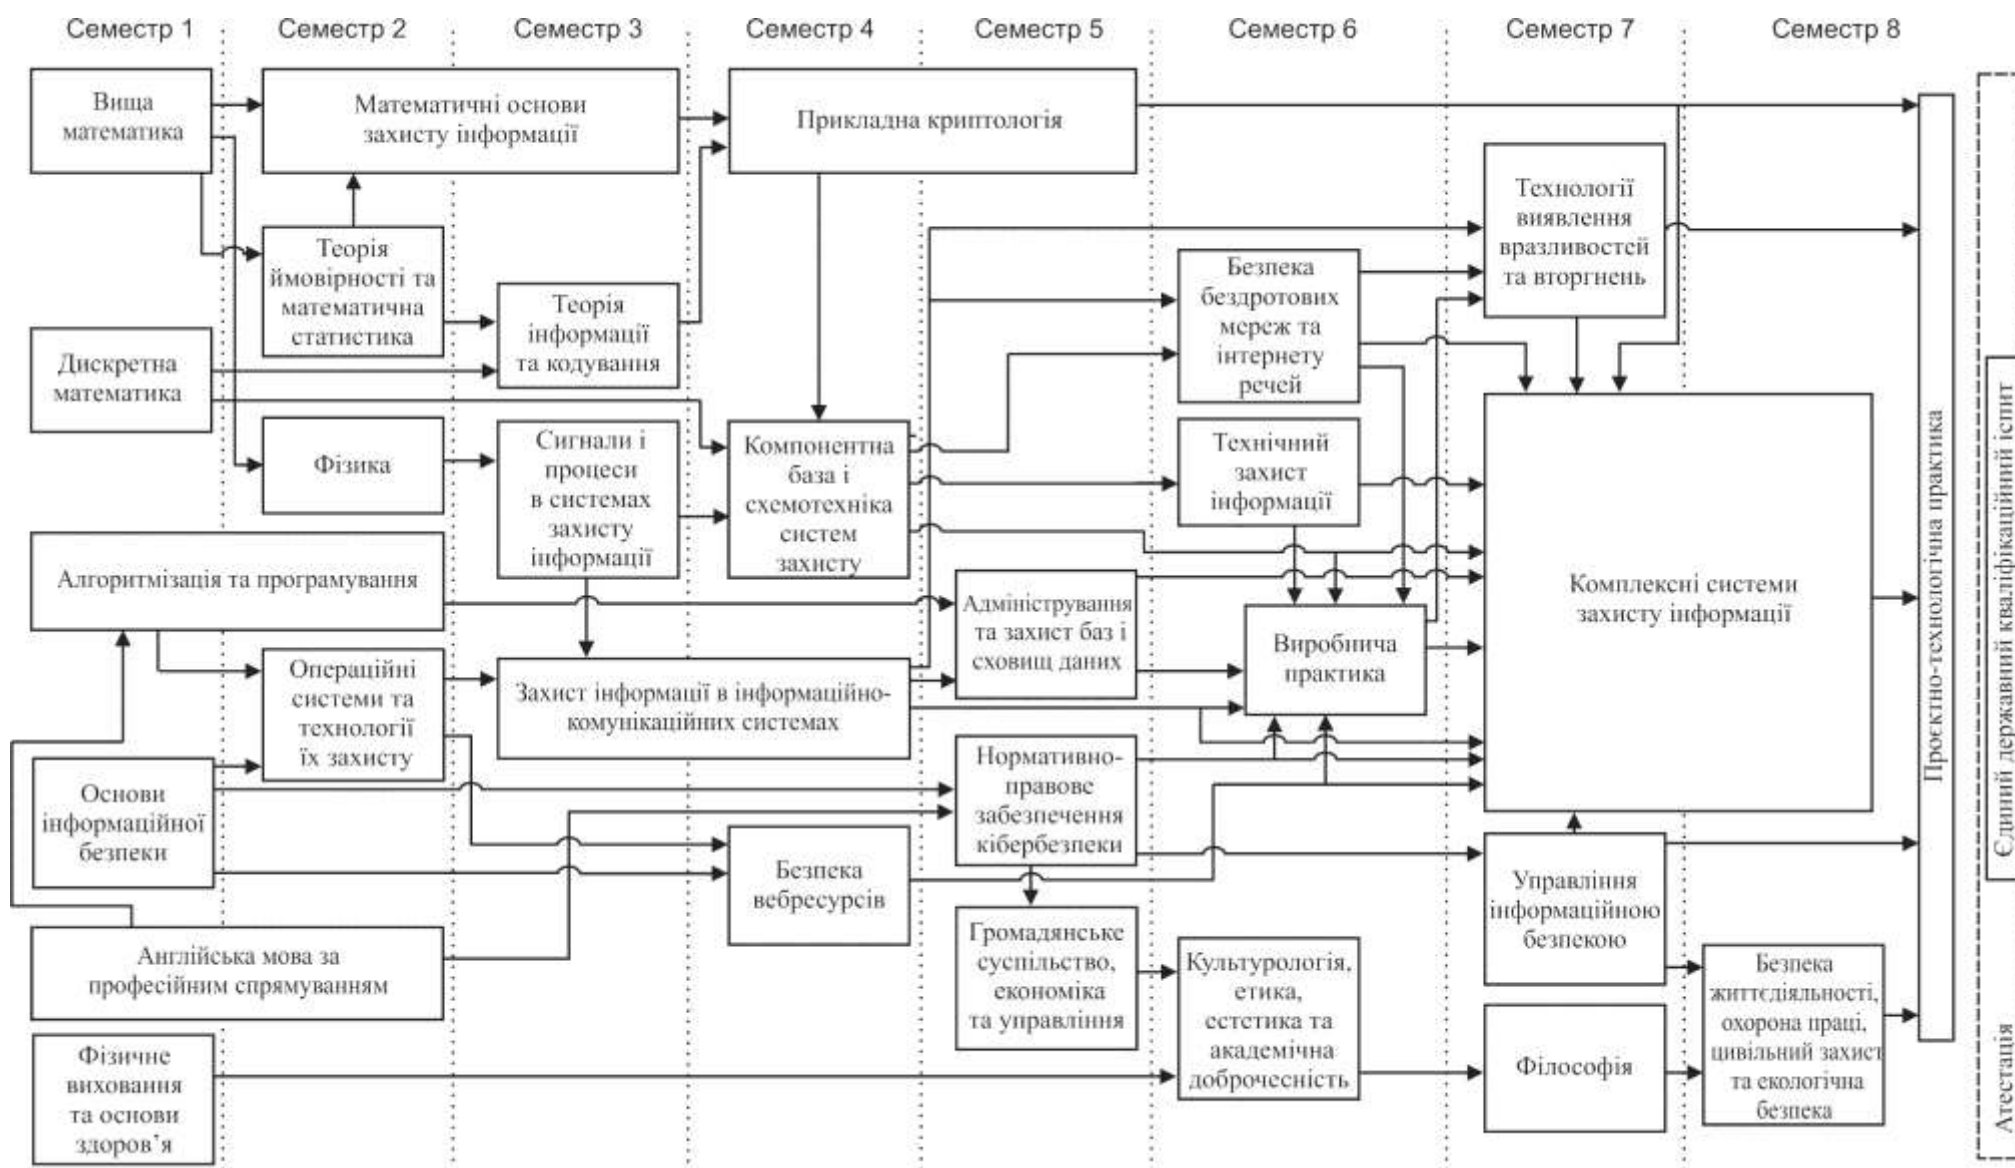 Семестр 1
Семестр 2
Семестр 3
Семестр 4
Семестр 5
Семестр 6
Семестр 7
Семестр 8
Вища
математика
Математичні основи
захисту інформації
Прикладна криптологія
Технології
виявлення
вразливостей
та вторгнень
Теорія
ймовірності та
математична
статистика
Теорія
інформації
та кодування
Безпека
бездротових
мереж та
інтернету
речей
Дискретна
математика
Фізика
Сигнали і
процеси
в системах
захисту
інформації
Компонентна
база і
схемотехніка
систем
захисту
Технічний
захист
інформації
Алгоритмізація та програмування
Адміністрування
та захист баз і
сховищ даних
Виробнича
практика
Комплексні системи
захисту інформації
Операційні
системи та
технології
їх захисту
Захист інформації в інформаційно-
комунікаційних системах
Основи
інформаційної
безпеки
Нормативно-
правове
забезпечення
кібербезпеки
Безпека
вебресурсів
Управління
інформаційною
безпекою
Англійська мова за
професійним спрямуванням
Громадянське
суспільство,
економіка
та управління
Культурологія,
етика,
естетика та
академічна
доброчесність
Безпека
життєдіяльності,
охорона праці,
цивільний захист
та екологічна
безпека
Фізичне
виховання
та основи
здоров’я
Філософія
Проєктно-технологічна практика
Єдиний державний кваліфікаційний іспит
Атестація